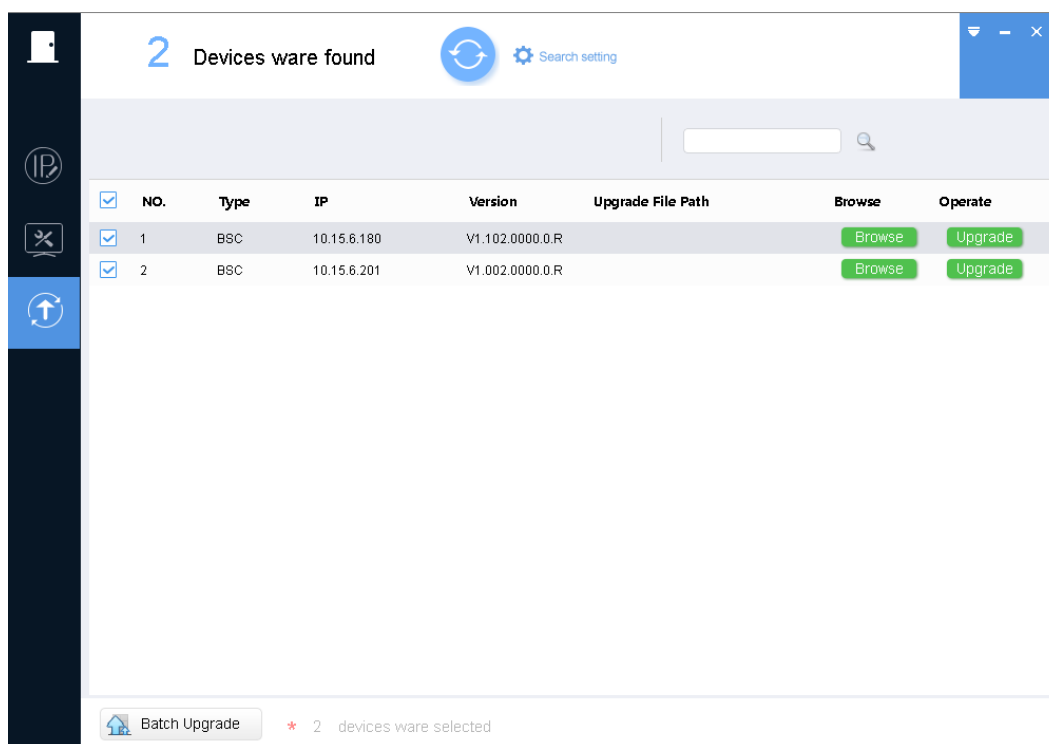 2 Devices ware found Search setting
IP
NO. Type IP Version Upgrade File Path Browse Operate
1 BSC 10.15.6.180 V1.102.0000.0.R Browse Upgrade
2 BSC 10.15.6.201 V1.002.0000.0.R Browse Upgrade
Batch Upgrade * 2 devices ware selected